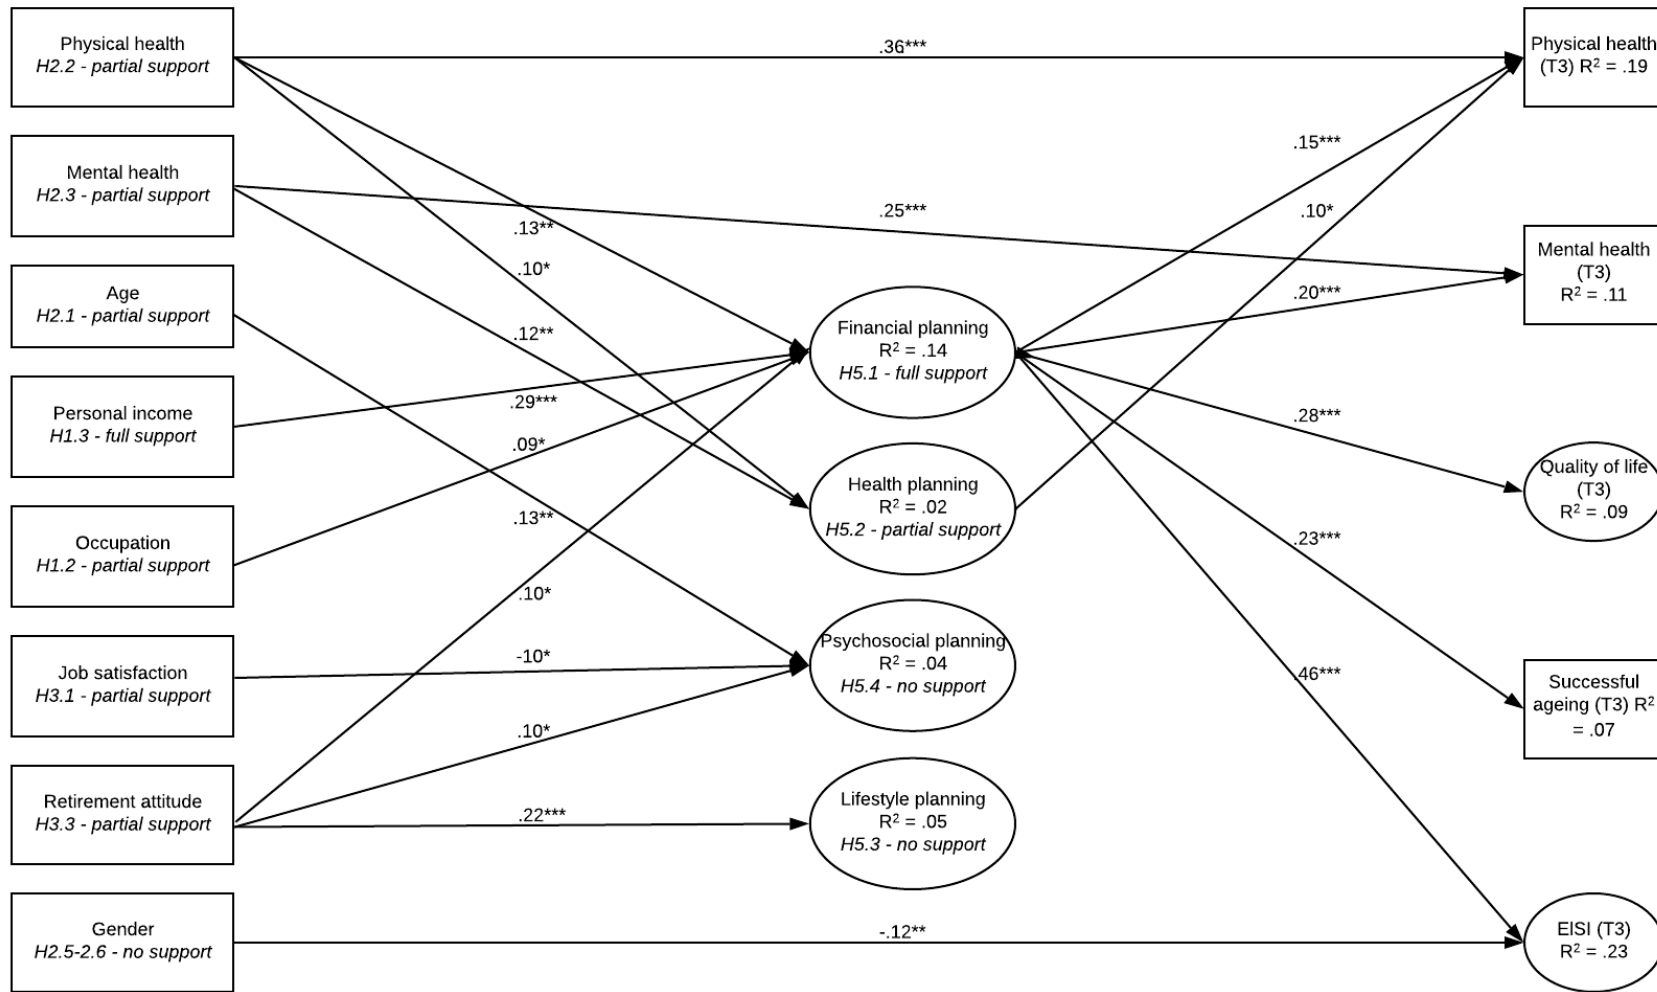 Physical health
H2.2 - partial support
Mental health
H2.3 - partial support
Age
H2.1 - partial support
Personal income
H1.3 - full support
Occupation
H1.2 - partial support
Job satisfaction
H3.1 - partial support
Retirement attitude
H3.3 - partial support
Gender
H2.5-2.6 - no support
.36***
.25***
.13**
.10*
.12**
.29***
.09*
.13**
.10*
-10*
.10*
.22***
-.12**
Financial planning
R² = .14
H5.1 - full support
Health planning
R² = .02
H5.2 - partial support
Psychosocial planning
R² = .04
H5.4 - no support
Lifestyle planning
R² = .05
H5.3 - no support
.15***
.10*
.20***
.28***
.23***
.46***
Physical health
(T3) R² = .19
Mental health
(T3)
R² = .11
Quality of life
(T3)
R² = .09
Successful
ageing (T3) R²
= .07
EISI (T3)
R² = .23